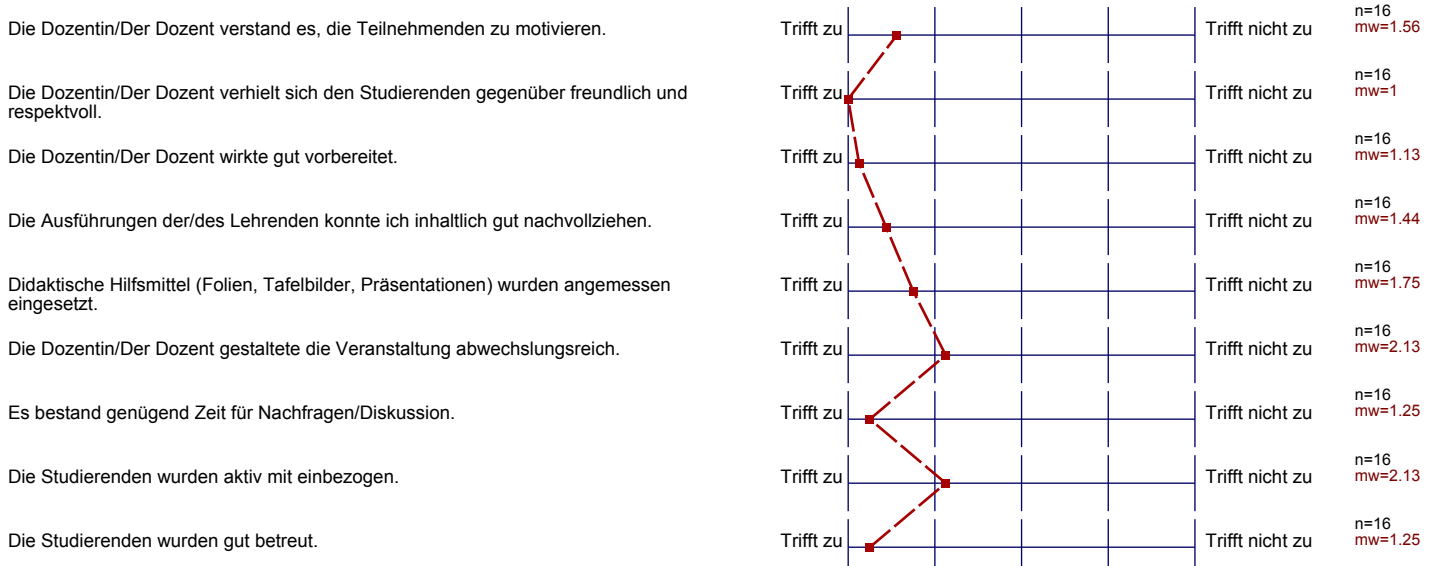 Die Dozentin/Der Dozent verstand es, die Teilnehmenden zu motivieren.
Trifft zu
Trifft nicht zu
n=16
mw=1.56
Die Dozentin/Der Dozent verhielt sich den Studierenden gegenüber freundlich und
respektvoll.
Trifft zu
Trifft nicht zu
n=16
mw=1
Die Dozentin/Der Dozent wirkte gut vorbereitet.
Trifft zu
Trifft nicht zu
n=16
mw=1.13
Die Ausführungen der/des Lehrenden konnte ich inhaltlich gut nachvollziehen.
Trifft zu
Trifft nicht zu
n=16
mw=1.44
Didaktische Hilfsmittel (Folien, Tafelbilder, Präsentationen) wurden angemessen
eingesetzt.
Trifft zu
Trifft nicht zu
n=16
mw=1.75
Die Dozentin/Der Dozent gestaltete die Veranstaltung abwechslungsreich.
Trifft zu
Trifft nicht zu
n=16
mw=2.13
Es bestand genügend Zeit für Nachfragen/Diskussion.
Trifft zu
Trifft nicht zu
n=16
mw=1.25
Die Studierenden wurden aktiv mit einbezogen.
Trifft zu
Trifft nicht zu
n=16
mw=2.13
Die Studierenden wurden gut betreut.
Trifft zu
Trifft nicht zu
n=16
mw=1.25